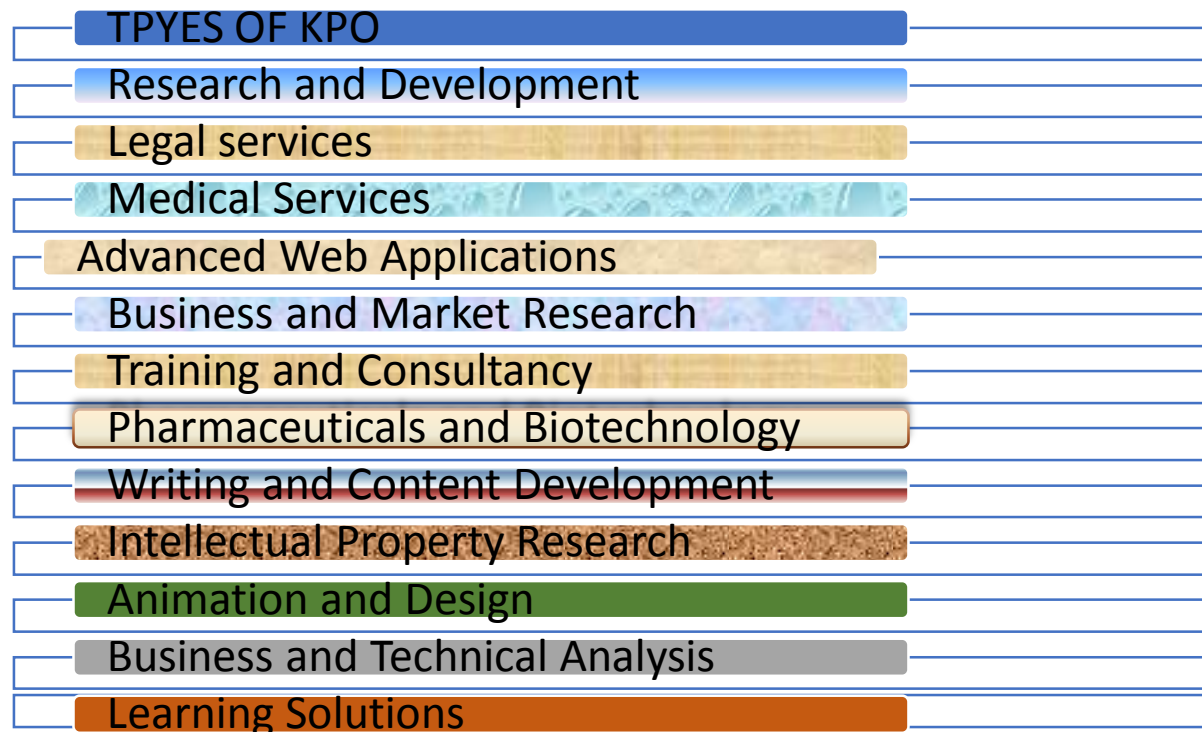 TPYES OF KPO
Research and Development
Legal services
Medical Services
Advanced Web Applications
Business and Market Research
Training and Consultancy
Pharmaceuticals and Biotechnology
Writing and Content Development
Intellectual Property Research
Animation and Design
Business and Technical Analysis
Learning Solutions